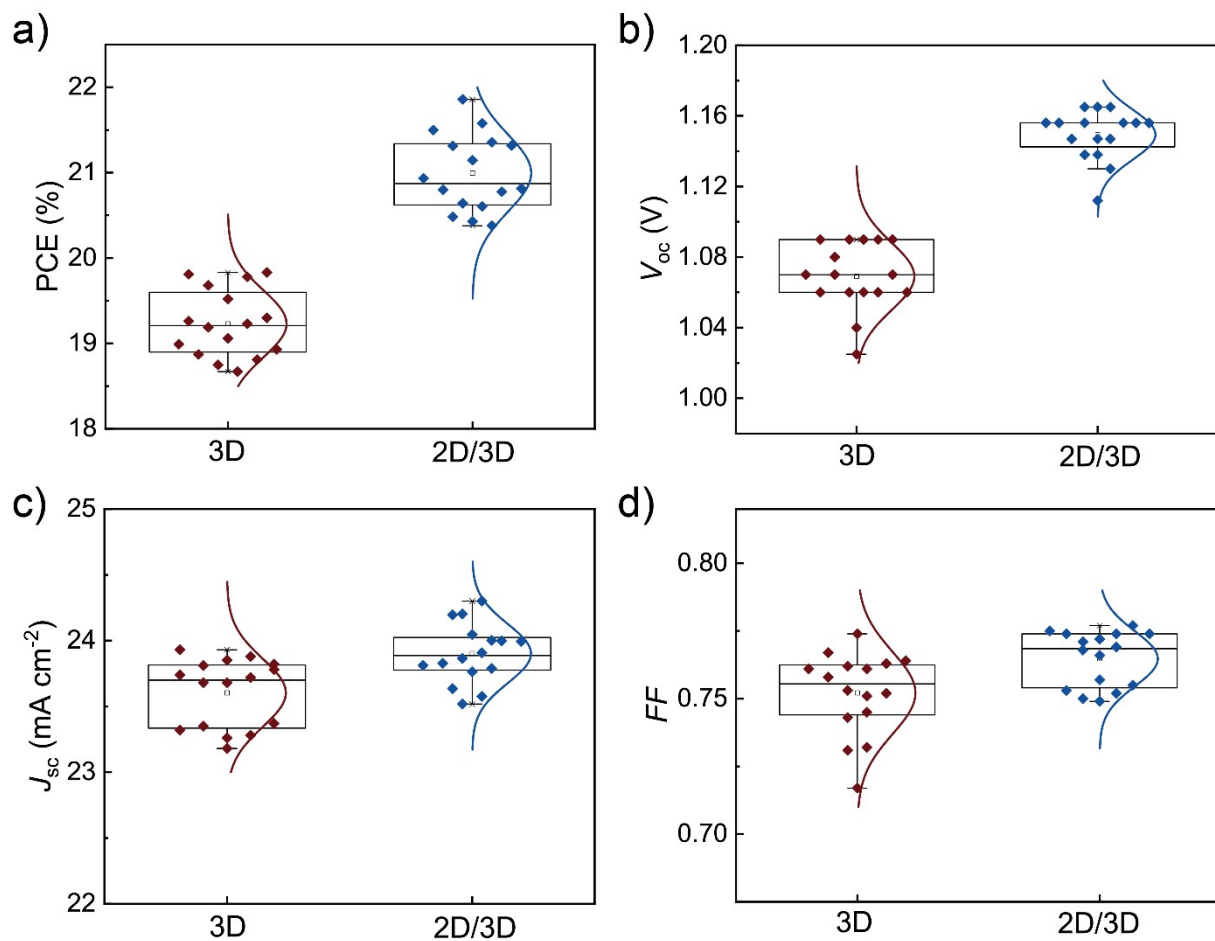 a)
PCE (%)
22
21
20
19
18
3D
2D/3D
b)
V_oc (V)
1.20
1.16
1.12
1.08
1.04
1.00
3D
2D/3D
c)
J_sc (mA cm⁻²)
25
24
23
22
3D
2D/3D
d)
FF
0.80
0.75
0.70
3D
2D/3D